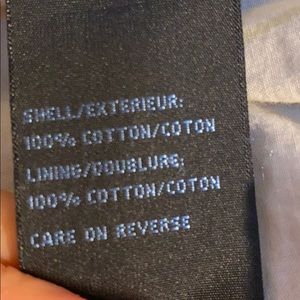 SHELL/EXTERIEUR:
100% COTTON/COTON
LINING/DOUBLURE:
100% COTTON/COTON
CARE ON REVERSE